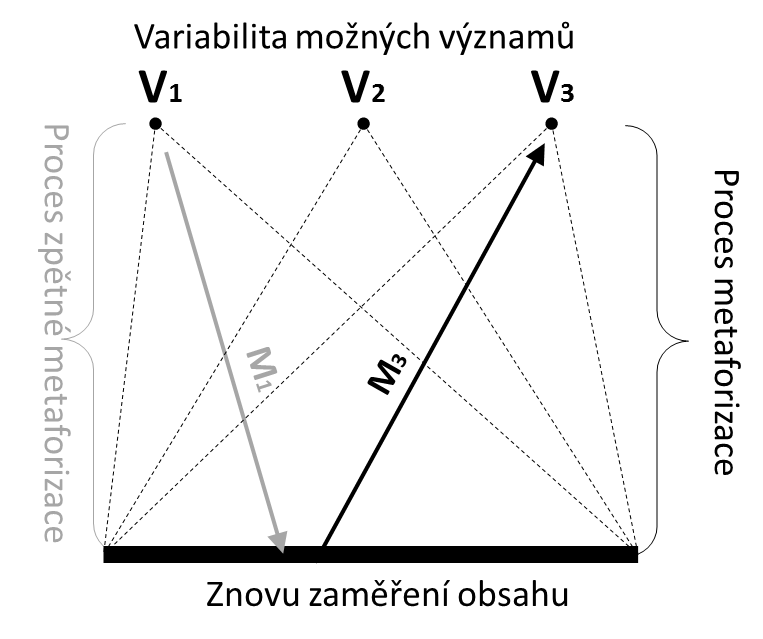 Variabilita možných významů
V1 V2 V3
Proces zpětné metaforizace
M1
M3
Proces metaforizace
Znovu zaměření obsahu